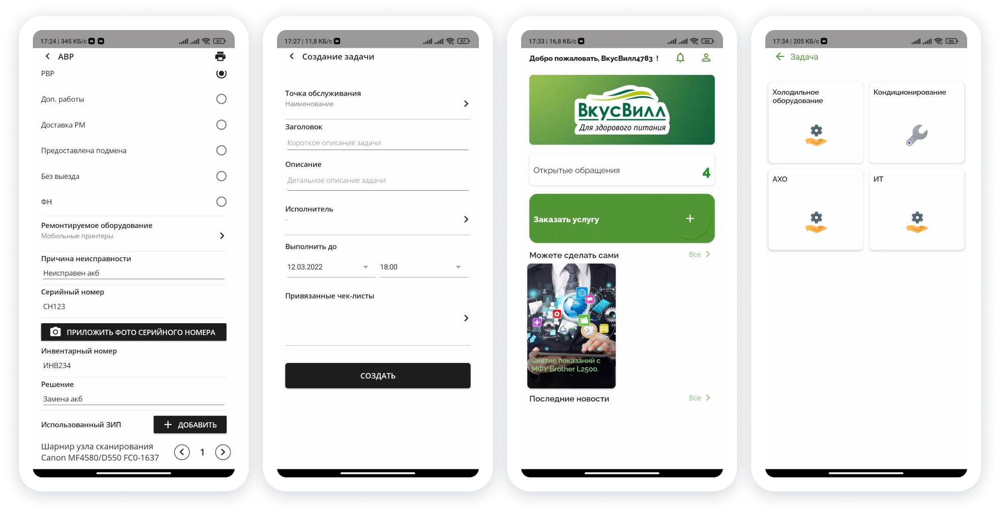 17:24 | 345 КБ/с
87
АВР
РВР
Доп. работы
Доставка РМ
Предоставлена подмена
Без выезда
ФН
Ремонтируемое оборудование
Мобильные принтеры
Причина неисправности
Неисправен акб
Серийный номер
СН123
ПРИЛОЖИТЬ ФОТО СЕРИЙНОГО НОМЕРА
Инвентарный номер
ИНВ234
Решение
Замена акб
Использованный ЗИП
+ ДОБАВИТЬ
Шарнир узла сканирования
Canon MF4580/D550 FC0-1637
1
17:27 | 11,8 КБ/с
87
Создание задачи
Точка обслуживания
Наименование
Заголовок
Короткое описание задачи
Описание
Детальное описание задачи
Исполнитель
-
Выполнить до
12.03.2022
18:00
Привязанные чек-листы
СОЗДАТЬ
17:33 | 16,8 КБ/с
86
Добро пожаловать, ВкусВилл4783 !
ВкусВилл
Для здорового питания
Открытые обращения
4
Заказать услугу
+
Можете сделать сами
Все
teamwork
Снятие показаний с
МФУ Brother L2500.
Последние новости
Все
17:34 | 205 КБ/с
86
Задача
Холодильное
оборудование
Кондиционирование
АХО
ИТ